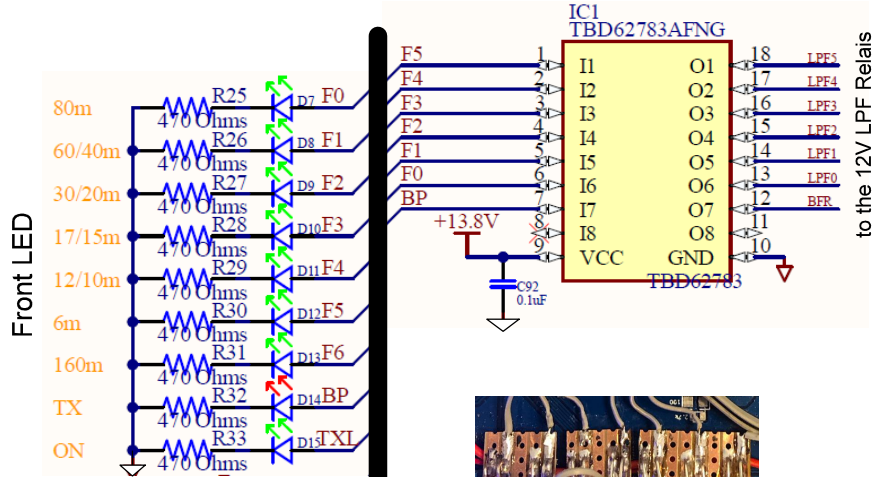 IC1
TBD62783AFNG
F5 1 I1 O1 18 LPF5
F4 2 I2 O2 17 LPF4
F3 3 I3 O3 16 LPF3
F2 4 I4 O4 15 LPF2
F1 5 I5 O5 14 LPF1
F0 6 I6 O6 13 LPF0
BP 7 I7 O7 12 BFR
8 I8 O8 11
+13.8V 9 VCC GND 10
TBD62783
C92
0.1uF
to the 12V LPF Relais
Front LED
80m R25 D7 F0
470 Ohms
60/40m R26 D8 F1
470 Ohms
30/20m R27 D9 F2
470 Ohms
17/15m R28 D10 F3
470 Ohms
12/10m R29 D11 F4
470 Ohms
6m R30 D12 F5
470 Ohms
160m R31 D13 F6
470 Ohms
TX R32 D14 BP
470 Ohms
ON R33 D15 TXL
470 Ohms